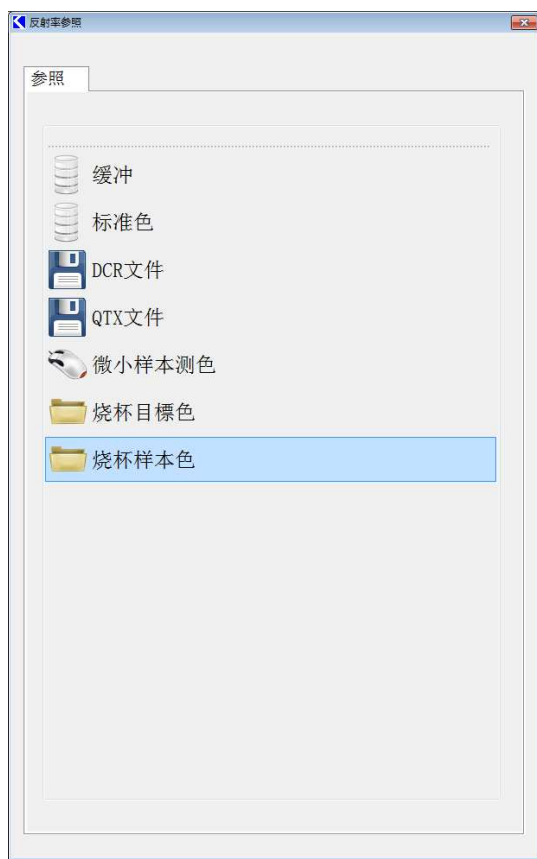 反射率参照
参照
缓冲
标准色
DCR文件
QTX文件
微小样本测色
烧杯目標色
烧杯样本色